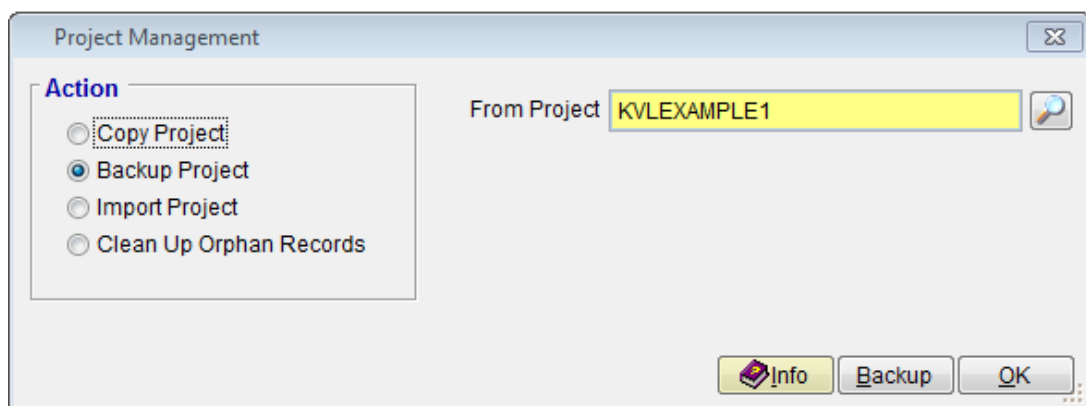 Project Management
Action
Copy Project
Backup Project
Import Project
Clean Up Orphan Records
From Project KVLEXAMPLE1
Info Backup OK